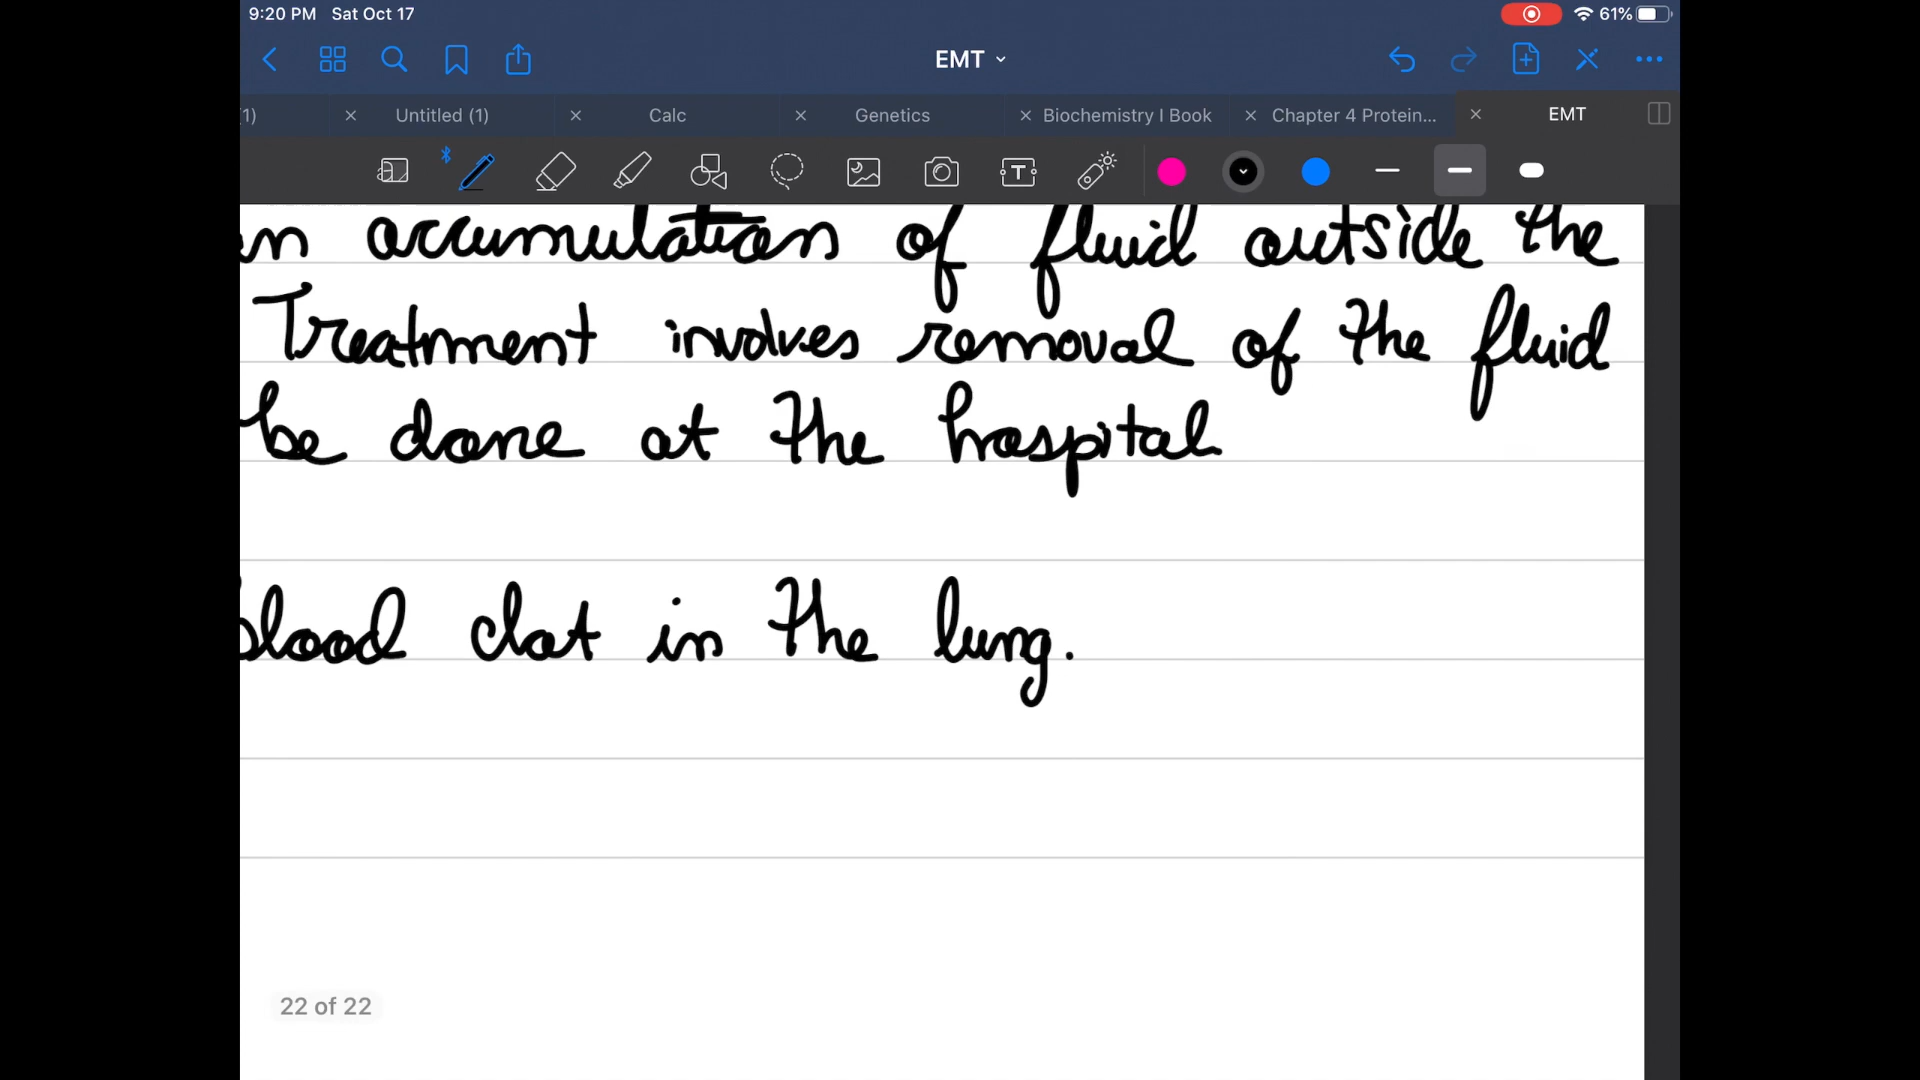 9:20 PM Sat Oct 17
61%
EMT
1)
Untitled (1)
Calc
Genetics
Biochemistry I Book
Chapter 4 Protein...
EMT
T
an accumulation of fluid outside the
Treatment involves removal of the fluid
be done at the hospital
blood clot in the lung.
22 of 22